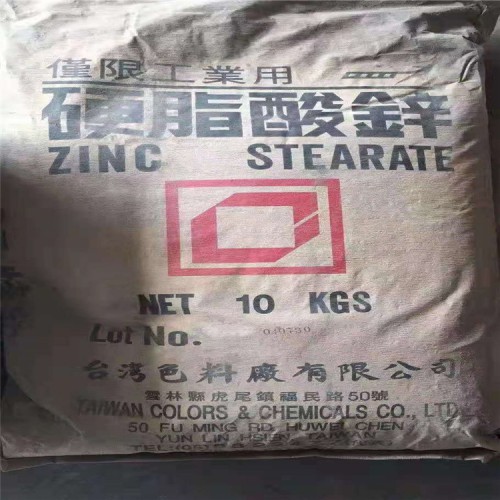 僅限工業用
硬脂酸鋅
ZINC STEARATE
NET 10 KGS
Lot No.
台湾色料廠有限公司
雲林縣虎尾鎮福民路50號
TAIWAN COLORS & CHEMICALS CO., LTD
50 FU MING RD HUWEI CHEN
YUN LIN HSIEN, TAIWAN